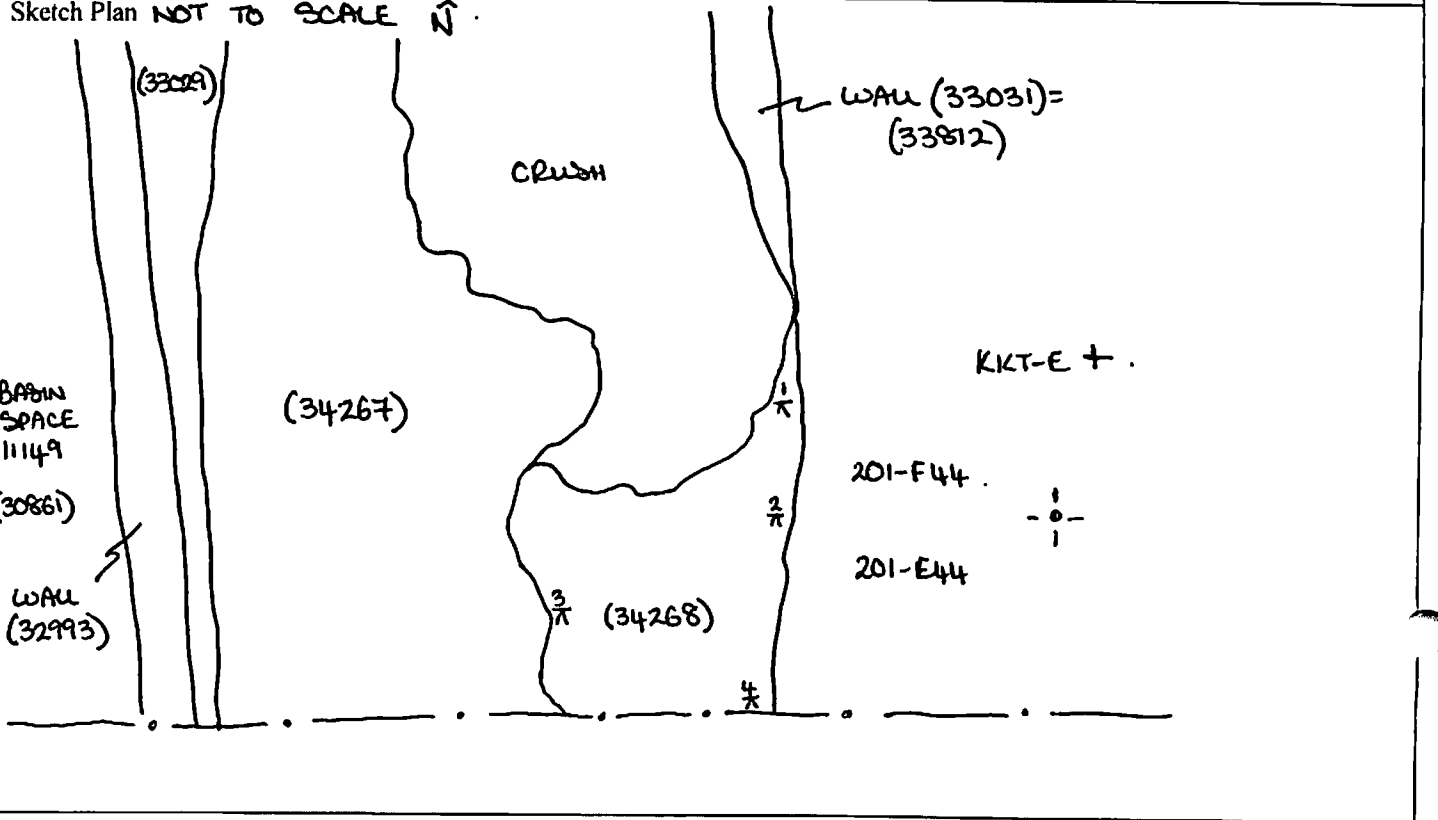 Sketch Plan NOT TO SCALE N
(33029)
WALL (33031)=
(33812)
CRUSH
KKT-E
(34267)
BASIN
SPACE
11149
(30861)
1
2
201-F44
201-E44
WALL
(32993)
3
(34268)
4